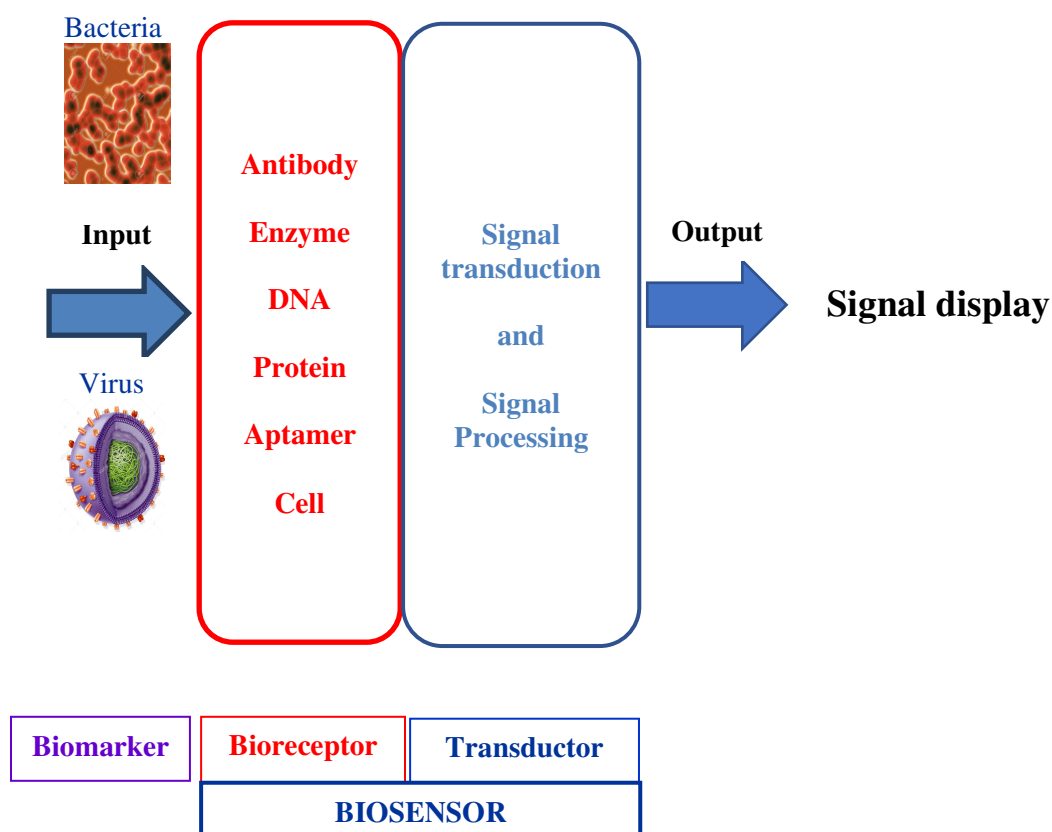 Bacteria
Input
Virus
Antibody
Enzyme
DNA
Protein
Aptamer
Cell
Signal
transduction
and
Signal
Processing
Output
Signal display
Biomarker
Bioreceptor
Transductor
BIOSENSOR